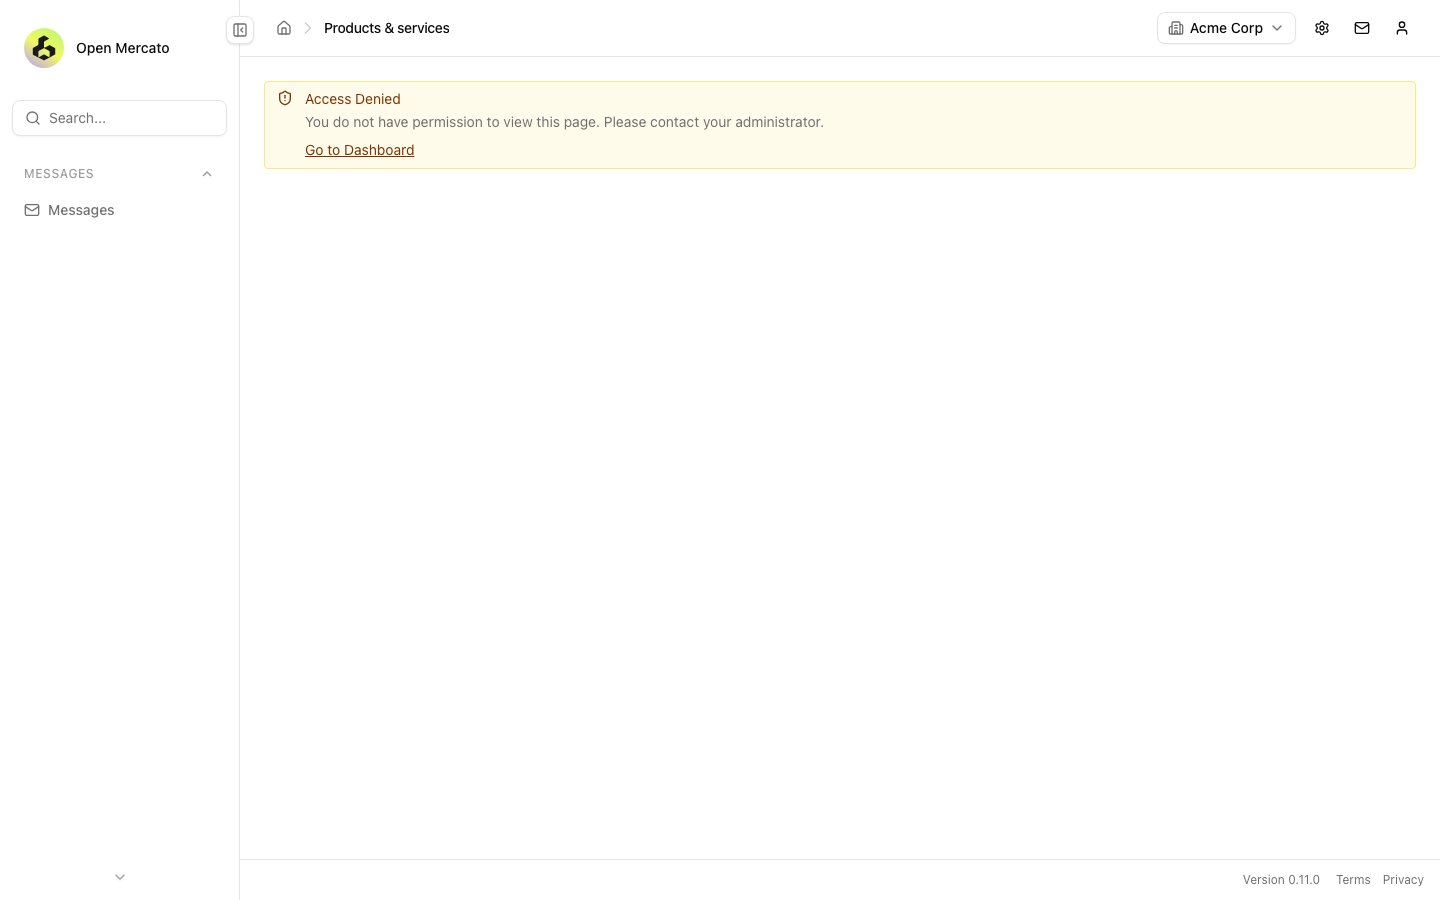 Open Mercato
Products & services
Acme Corp
Search...
MESSAGES
Messages
Access Denied
You do not have permission to view this page. Please contact your administrator.
Go to Dashboard
Version 0.11.0 Terms Privacy